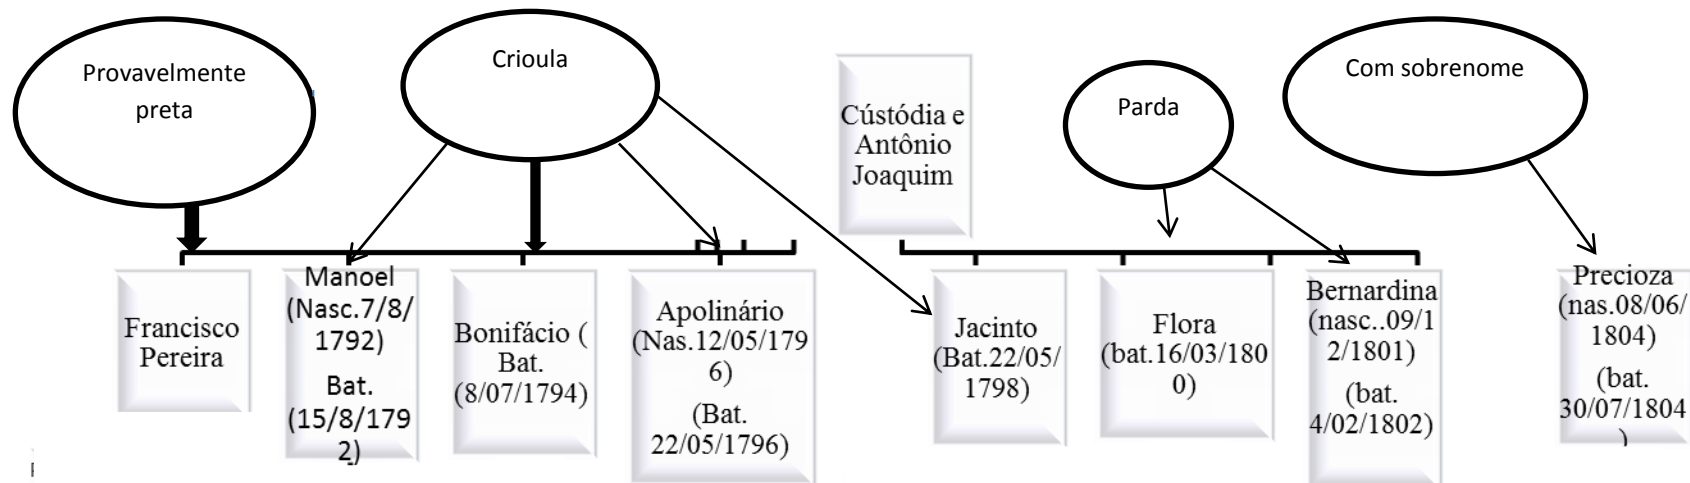 Provavelmente
preta
Crioula
Cústódia e
Antônio
Joaquim
Parda
Com sobrenome
Francisco
Pereira
Manoel
(Nasc.7/8/
1792)
Bat.
(15/8/179
2)
Bonifácio (
Bat.
(8/07/1794)
Apolinário
(Nas.12/05/179
6)
(Bat.
22/05/1796)
Jacinto
(Bat.22/05/
1798)
Flora
(bat.16/03/180
0)
Bernardina
(nasc..09/1
2/1801)
(bat.
4/02/1802)
Precioza
(nas.08/06/
1804)
(bat.
30/07/1804
)